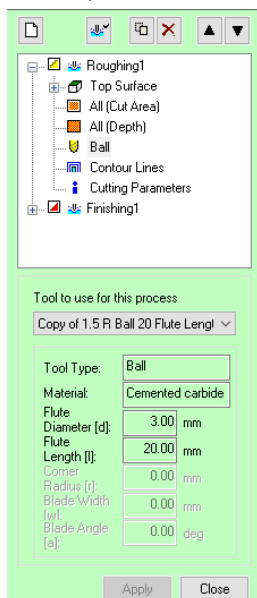 Roughing1
Top Surface
All (Cut Area)
All (Depth)
Ball
Contour Lines
Cutting Parameters
Finishing1
Tool to use for this process
Copy of 1.5 R Ball 20 Flute Lengl
Tool Type: Ball
Material: Cemented carbide
Flute
Diameter [d]: 3.00 mm
Flute
Length [l]: 20.00 mm
Corner
Radius [r]: 0.00 mm
Blade Width
[w]: 0.00 mm
Blade Angle
[a]: 0.00 deg
Apply Close